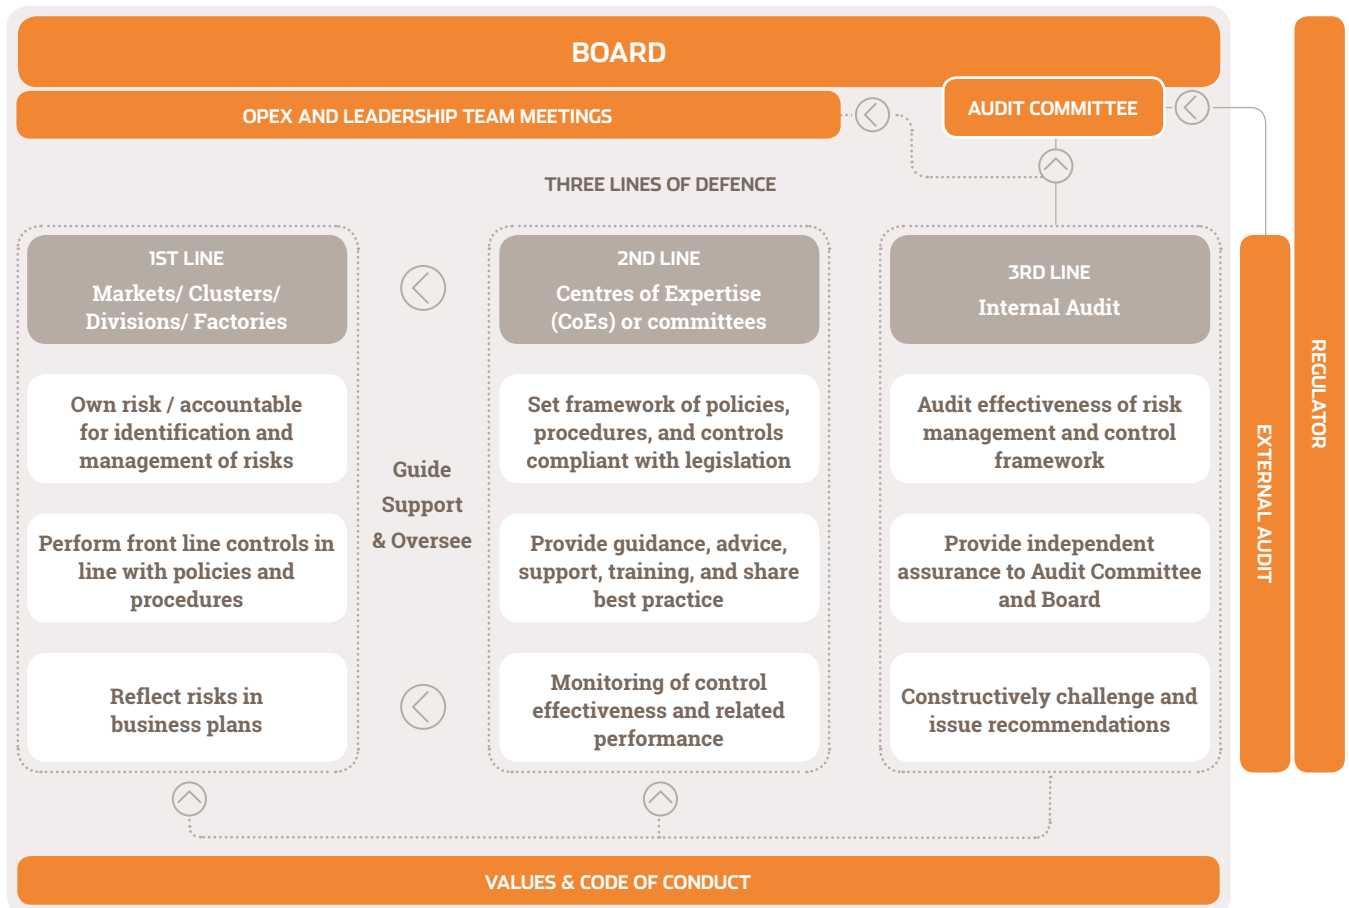 BOARD
OPEX AND LEADERSHIP TEAM MEETINGS
AUDIT COMMITTEE
THREE LINES OF DEFENCE
1ST LINE
Markets/ Clusters/
Divisions/ Factories
Own risk / accountable
for identification and
management of risks
Perform front line controls in
line with policies and
procedures
Reflect risks in
business plans
Guide
Support
& Oversee
2ND LINE
Centres of Expertise
(CoEs) or committees
Set framework of policies,
procedures, and controls
compliant with legislation
Provide guidance, advice,
support, training, and share
best practice
Monitoring of control
effectiveness and related
performance
3RD LINE
Internal Audit
Audit effectiveness of risk
management and control
framework
Provide independent
assurance to Audit Committee
and Board
Constructively challenge and
issue recommendations
EXTERNAL AUDIT
REGULATOR
VALUES & CODE OF CONDUCT